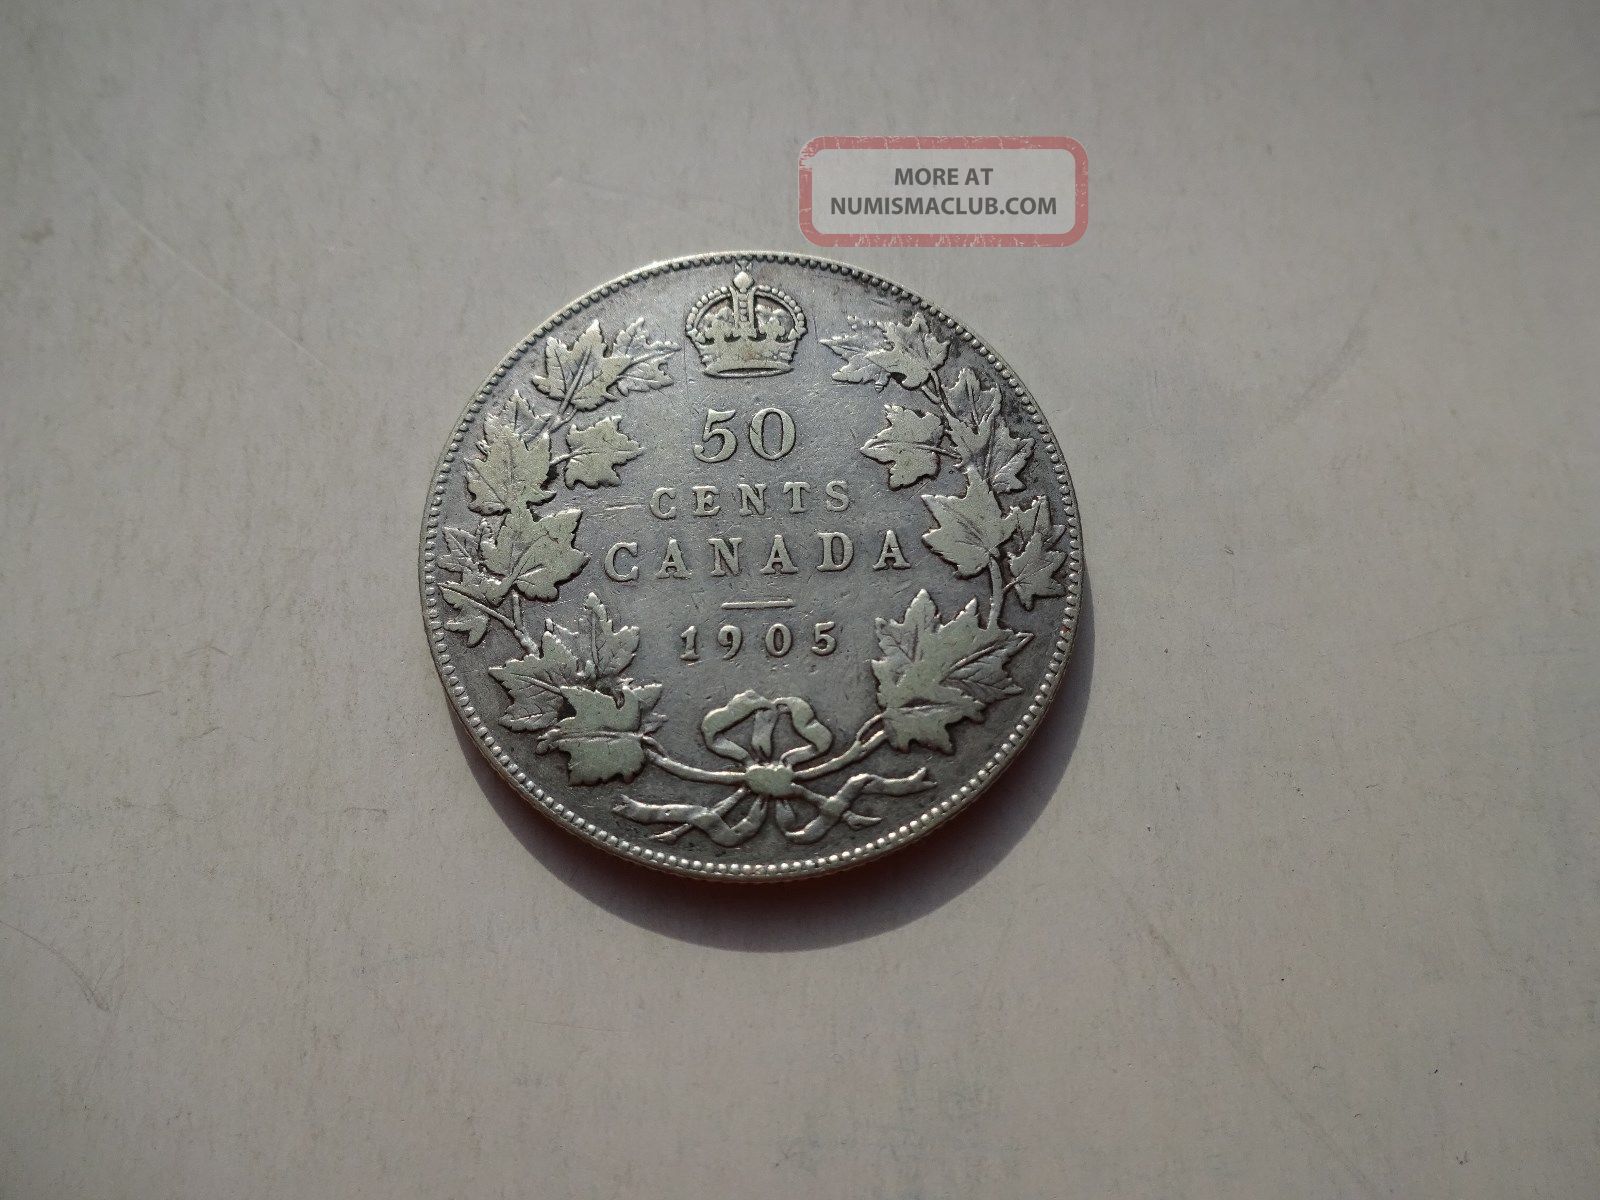 MORE AT
NUMISMACLUB.COM
50
CENTS
CANADA
1905